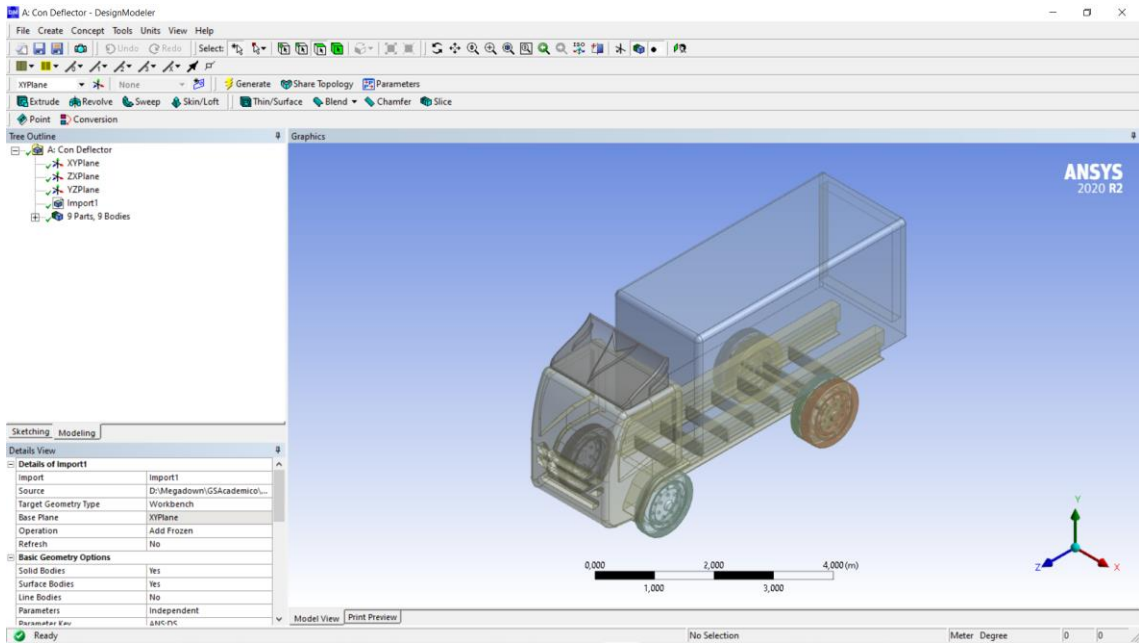 A: Con Deflector - DesignModeler
File Create Concept Tools Units View Help
Undo Redo Select:
XYPlane None Generate Share Topology Parameters
Extrude Revolve Sweep Skin/Loft Thin/Surface Blend Chamfer Slice
Point Conversion
Tree Outline
A: Con Deflector
XYPlane
ZXPlane
YZPlane
Import1
9 Parts, 9 Bodies
Sketching Modeling
Details View
Details of Import1
Import Import1
Source D:\Megadown\GSAcademico\,...
Target Geometry Type Workbench
Base Plane XYPlane
Operation Add Frozen
Refresh No
Basic Geometry Options
Solid Bodies Yes
Surface Bodies Yes
Line Bodies No
Parameters Independent
Parameter Key ANS;DS
Graphics
ANSYS
2020 R2
0,000 2,000 4,000 (m)
1,000 3,000
Y
Z X
Model View Print Preview
Ready No Selection Meter Degree 0 0